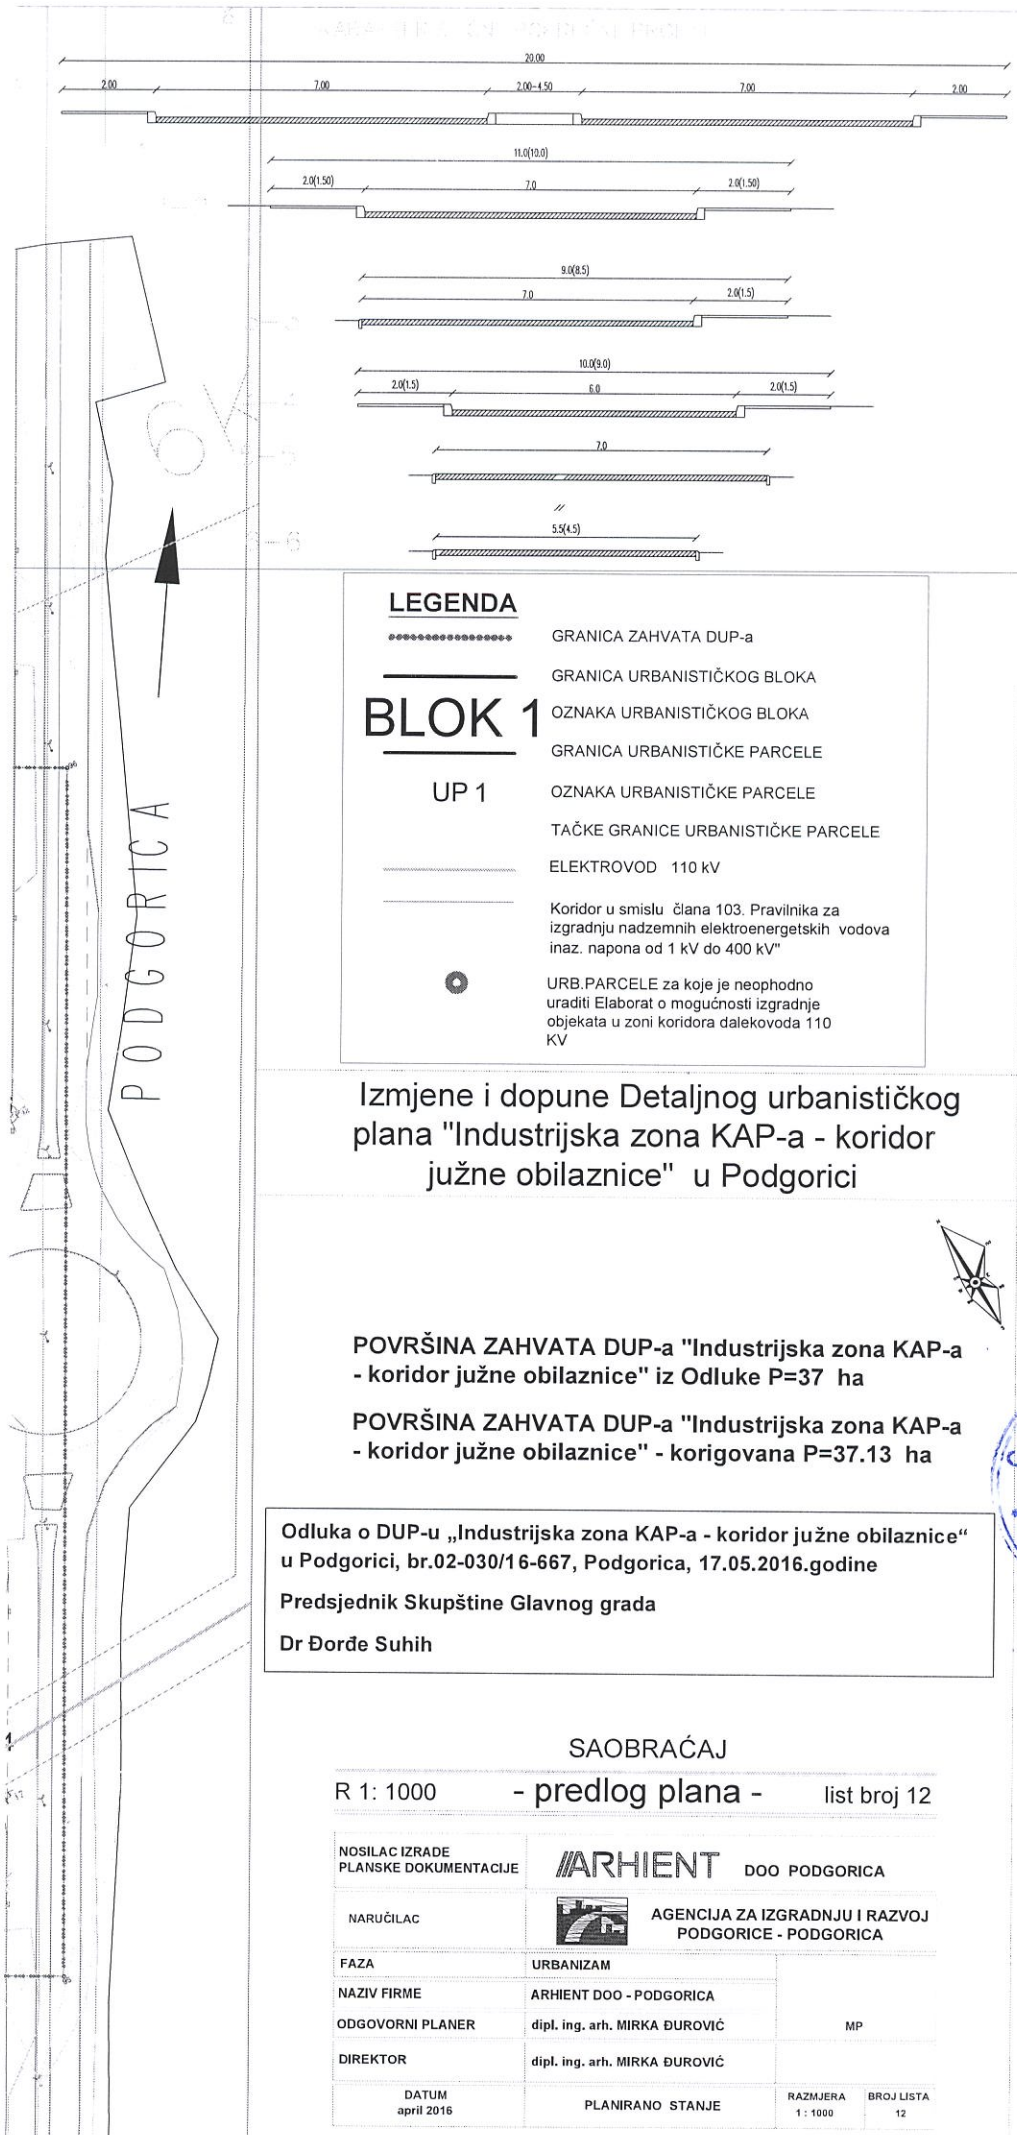 20.00
2.00 7.00 2.00-4.50 7.00 2.00
11.0(10.0)
2.0(1.50) 7.0 2.0(1.50)
9.0(8.5)
7.0 2.0(1.5)
10.0(9.0)
2.0(1.5) 6.0 2.0(1.5)
7.0
5.5(4.5)
6K
PODGORICA
LEGENDA
GRANICA ZAHVATA DUP-a
GRANICA URBANISTIČKOG BLOKA
BLOK 1 OZNAKA URBANISTIČKOG BLOKA
GRANICA URBANISTIČKE PARCELE
UP 1 OZNAKA URBANISTIČKE PARCELE
TAČKE GRANICE URBANISTIČKE PARCELE
ELEKTROVOD 110 kV
Koridor u smislu člana 103. Pravilnika za
izgradnju nadzemnih elektroenergetskih vodova
inaz. napona od 1 kV do 400 kV"
URB.PARCELE za koje je neophodno
uraditi Elaborat o mogućnosti izgradnje
objekata u zoni koridora dalekovoda 110
KV
Izmjene i dopune Detaljnog urbanističkog
plana "Industrijska zona KAP-a - koridor
južne obilaznice" u Podgorici
POVRŠINA ZAHVATA DUP-a "Industrijska zona KAP-a
- koridor južne obilaznice" iz Odluke P=37 ha
POVRŠINA ZAHVATA DUP-a "Industrijska zona KAP-a
- koridor južne obilaznice" - korigovana P=37.13 ha
Odluka o DUP-u „Industrijska zona KAP-a - koridor južne obilaznice“
u Podgorici, br.02-030/16-667, Podgorica, 17.05.2016.godine
Predsjednik Skupštine Glavnog grada
Dr Đorđe Suhih
SAOBRAĆAJ
R 1: 1000 - predlog plana - list broj 12
NOSILAC IZRADE
PLANSKE DOKUMENTACIJE
ARHIENT DOO PODGORICA
NARUČILAC
AGENCIJA ZA IZGRADNJU I RAZVOJ
PODGORICE - PODGORICA
FAZA URBANIZAM
NAZIV FIRME ARHIENT DOO - PODGORICA
ODGOVORNI PLANER dipl. ing. arh. MIRKA ĐUROVIĆ MP
DIREKTOR dipl. ing. arh. MIRKA ĐUROVIĆ
DATUM
april 2016
PLANIRANO STANJE
RAZMJERA
1 : 1000
BROJ LISTA
12